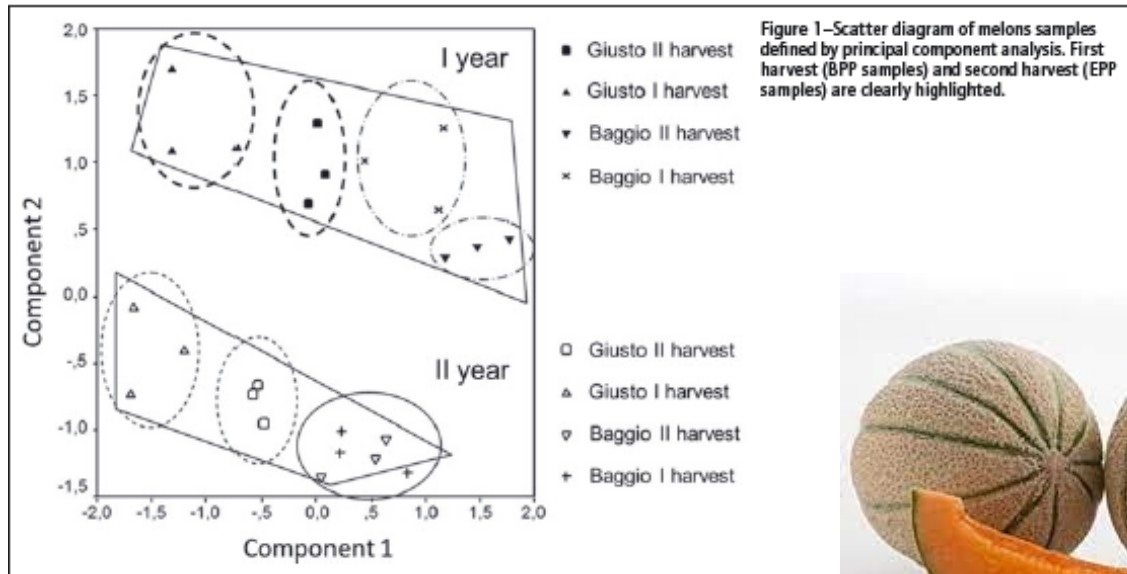 Figure 1–Scatter diagram of melons samples
defined by principal component analysis. First
harvest (BPP samples) and second harvest (EPP
samples) are clearly highlighted.
2,0
1,5
1,0
,5
0,0
-,5
-1,0
-1,5
Component 2
I year
II year
-2,0 -1,5 -1,0 -,5 0,0 ,5 1,0 1,5 2,0
Component 1
Giusto II harvest
Giusto I harvest
Baggio II harvest
Baggio I harvest
Giusto II harvest
Giusto I harvest
Baggio II harvest
Baggio I harvest